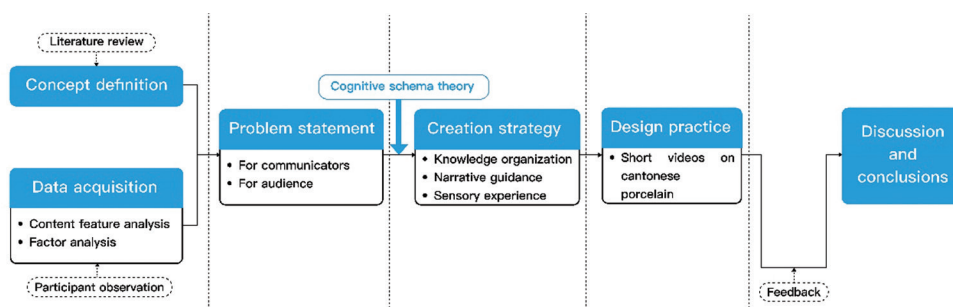 Literature review
Concept definition
Data acquisition
• Content feature analysis
• Factor analysis
Participant observation
Problem statement
• For communicators
• For audience
Cognitive schema theory
Creation strategy
• Knowledge organization
• Narrative guidance
• Sensory experience
Design practice
• Short videos on
cantonese
porcelain
Feedback
Discussion
and
conclusions